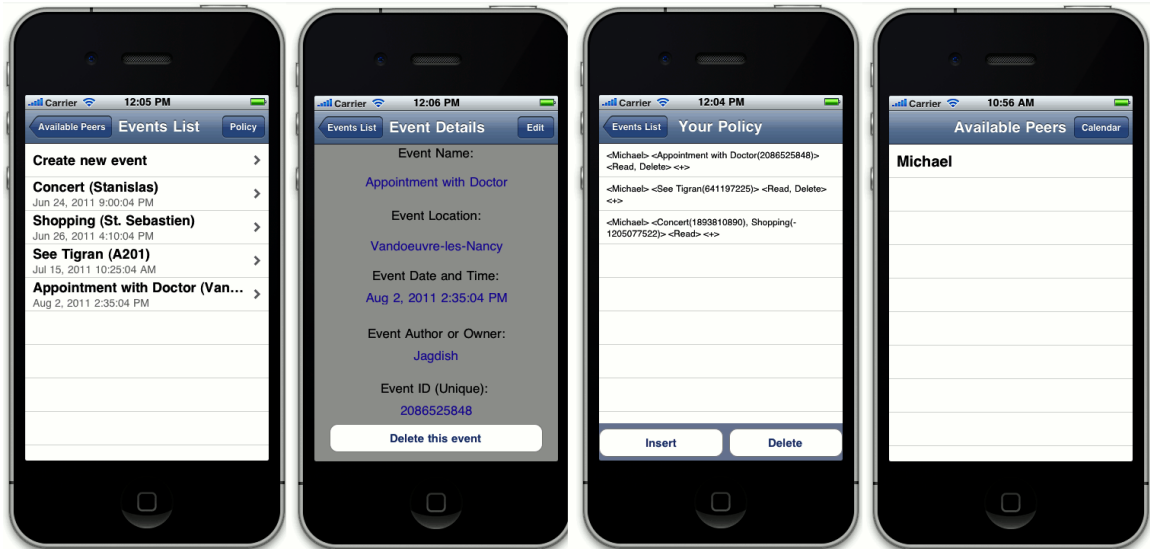 Carrier 12:05 PM
Available Peers Events List Policy
Create new event
Concert (Stanislas)
Jun 24, 2011 9:00:04 PM
Shopping (St. Sebastien)
Jun 26, 2011 4:10:04 PM
See Tigran (A201)
Jul 15, 2011 10:25:04 AM
Appointment with Doctor (Van...
Aug 2, 2011 2:35:04 PM
Carrier 12:06 PM
Events List Event Details Edit
Event Name:
Appointment with Doctor
Event Location:
Vandoeuvre-les-Nancy
Event Date and Time:
Aug 2, 2011 2:35:04 PM
Event Author or Owner:
Jagdish
Event ID (Unique):
2086525848
Delete this event
Carrier 12:04 PM
Events List Your Policy
<Michael> <Appointment with Doctor(2086525848)>
<Read, Delete> <+>
<Michael> <See Tigran(641197225)> <Read, Delete>
<+>
<Michael> <Concert(1893810890), Shopping(-
1205077522)> <Read> <+>
Insert Delete
Carrier 10:56 AM
Available Peers Calendar
Michael